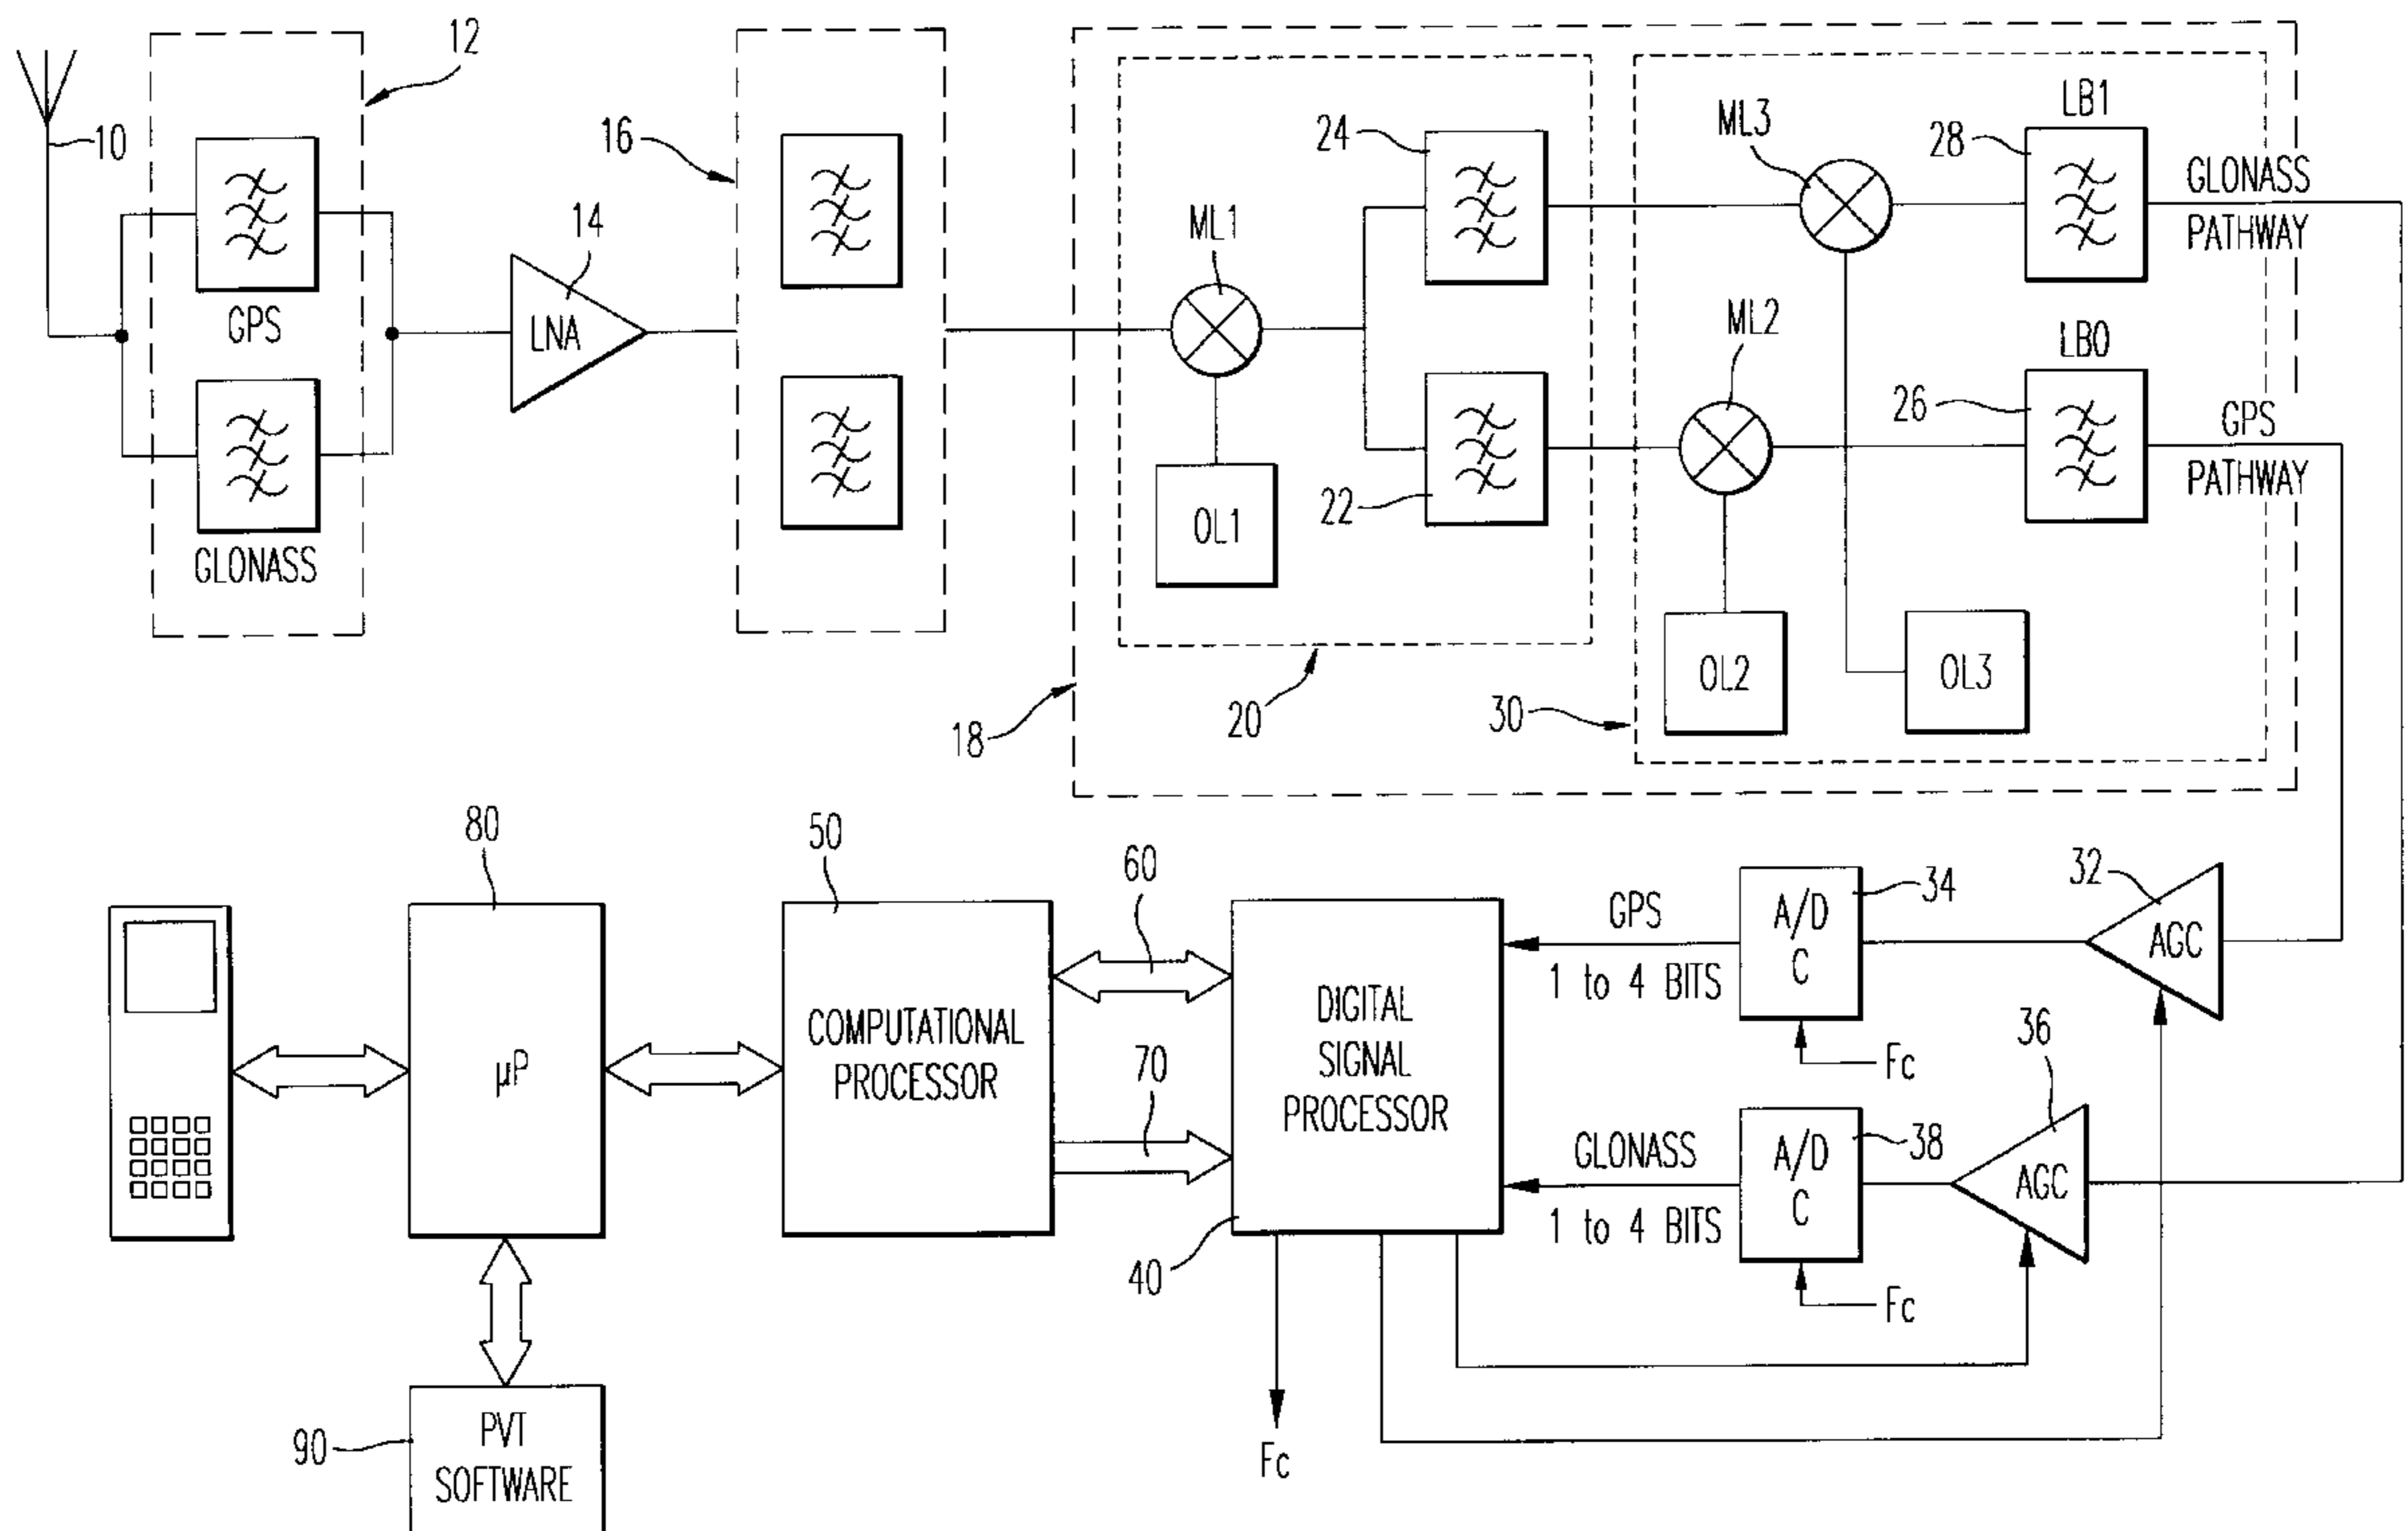 12
10
GPS
GLONASS
14
LNA
16
ML1
OL1
24
22
20
18
ML3
ML2
LB1
28
GLONASS
PATHWAY
LB0
26
GPS
PATHWAY
OL2
OL3
30
80
µP
50
COMPUTATIONAL
PROCESSOR
60
70
DIGITAL
SIGNAL
PROCESSOR
40
GPS
1 to 4 BITS
A/D
C
34
Fc
32
AGC
GLONASS
1 to 4 BITS
A/D
C
38
Fc
36
AGC
Fc
90
PVT
SOFTWARE